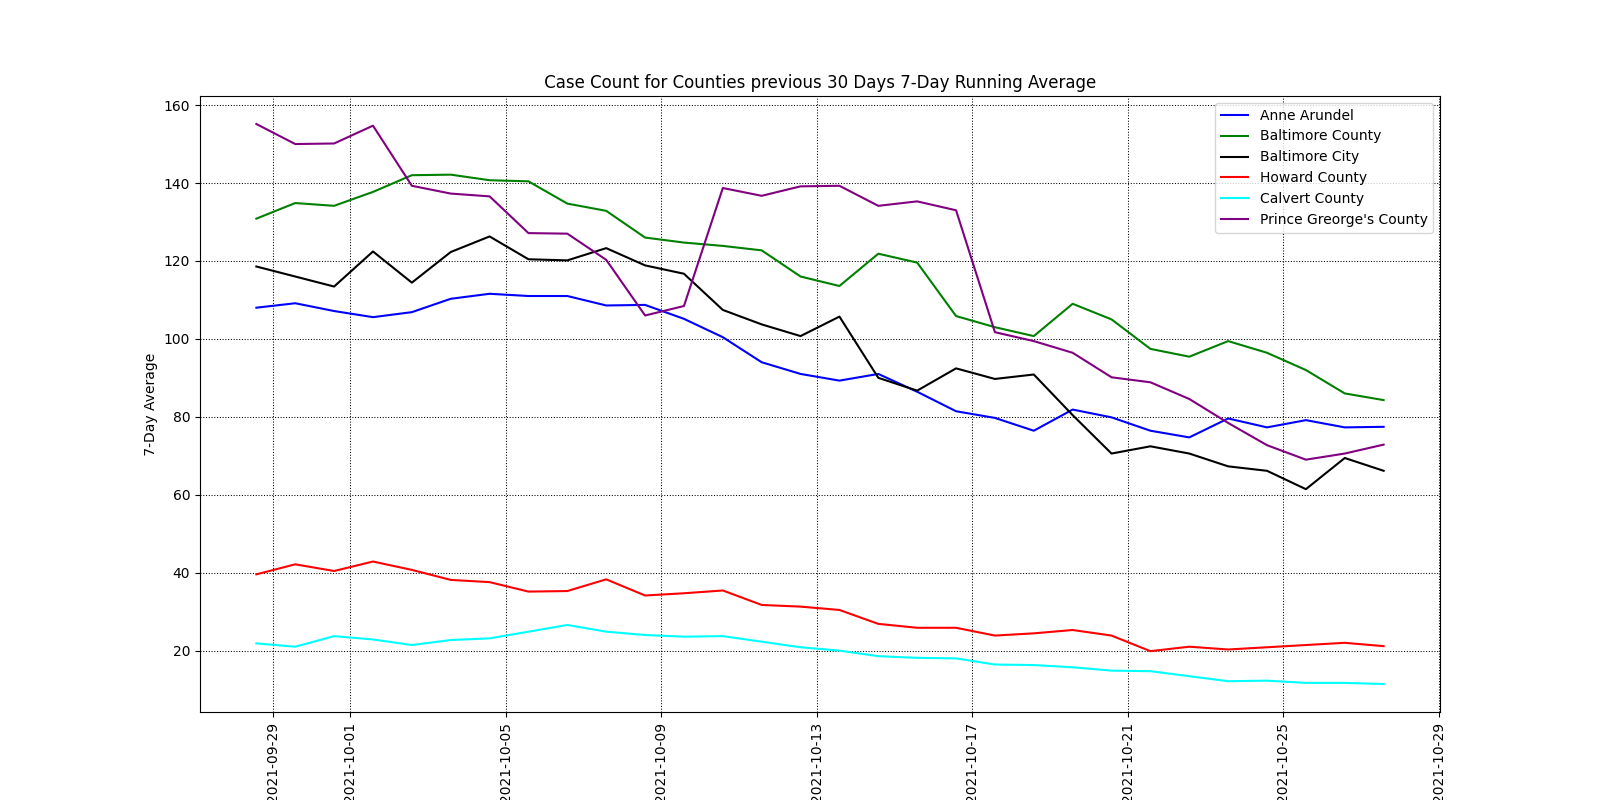 Case Count for Counties previous 30 Days 7-Day Running Average
160
140
120
100
80
60
40
20
7-Day Average
Anne Arundel
Baltimore County
Baltimore City
Howard County
Calvert County
Prince Greorge's County
2021-09-29
2021-10-01
2021-10-05
2021-10-09
2021-10-13
2021-10-17
2021-10-21
2021-10-25
2021-10-29